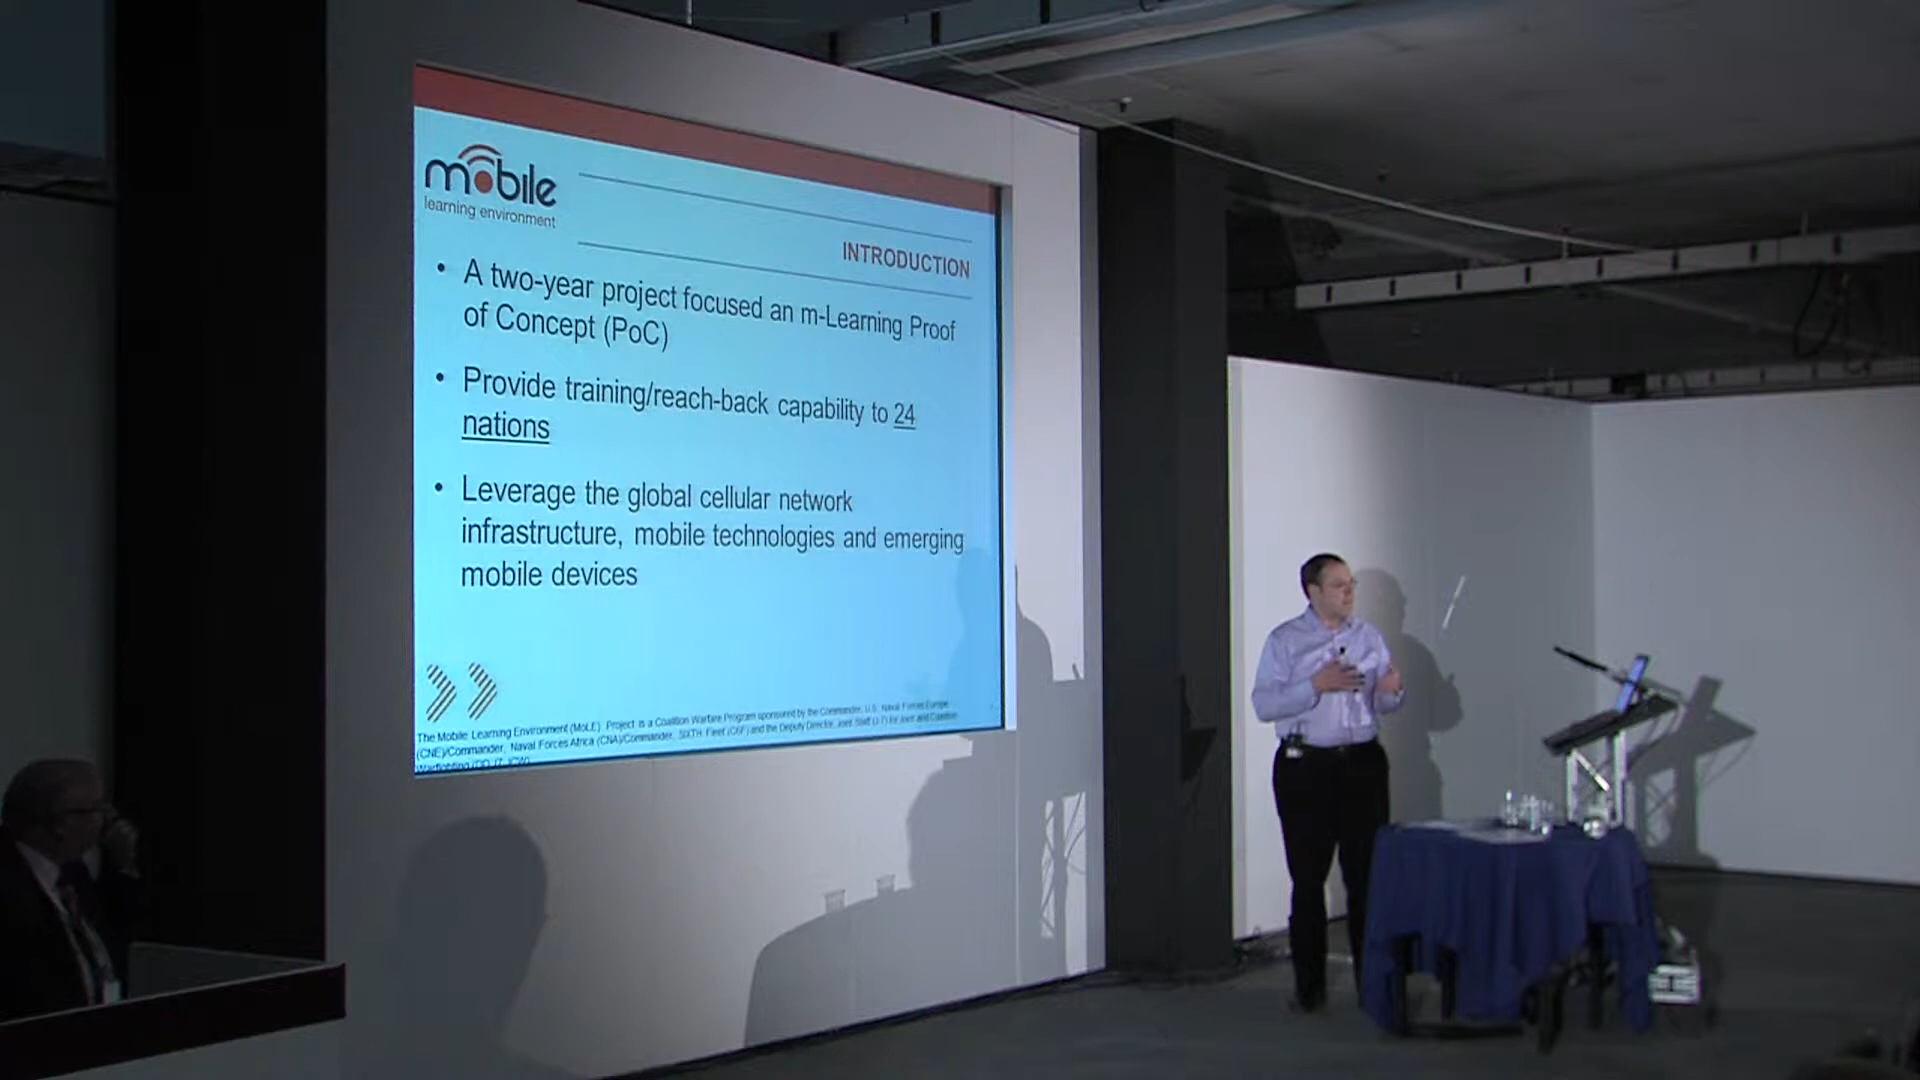 mobile
learning environment
INTRODUCTION
• A two-year project focused an m-Learning Proof
of Concept (PoC)
• Provide training/reach-back capability to 24
nations
• Leverage the global cellular network
infrastructure, mobile technologies and emerging
mobile devices
The Mobile Learning Environment (MoLE) Project is a Coalition Warfare Program sponsored by the Commander, U.S. Naval Forces Europe
(CNE)/Commander, Naval Forces Africa (CNA)/Commander, SIXTH Fleet (C6F) and the Deputy Director, Joint Staff (J-7) for Joint and Coalition
Warfighting